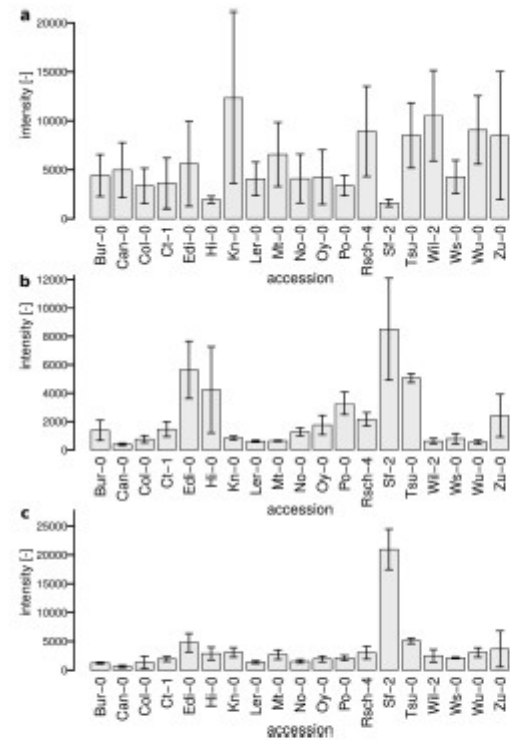 a
intensity [-]
20000
15000
10000
5000
0
Bur-0 Can-0 Col-0 Ct-1 Edi-0 Hi-0 Kn-0 Ler-0 Mt-0 No-0 Oy-0 Po-0 Rsch-4 Sf-2 Tsu-0 Wil-2 Ws-0 Wu-0 Zu-0
accession
b
intensity [-]
12000
10000
8000
6000
4000
2000
0
Bur-0 Can-0 Col-0 Ct-1 Edi-0 Hi-0 Kn-0 Ler-0 Mt-0 No-0 Oy-0 Po-0 Rsch-4 Sf-2 Tsu-0 Wil-2 Ws-0 Wu-0 Zu-0
accession
c
intensity [-]
25000
20000
15000
10000
5000
0
Bur-0 Can-0 Col-0 Ct-1 Edi-0 Hi-0 Kn-0 Ler-0 Mt-0 No-0 Oy-0 Po-0 Rsch-4 Sf-2 Tsu-0 Wil-2 Ws-0 Wu-0 Zu-0
accession